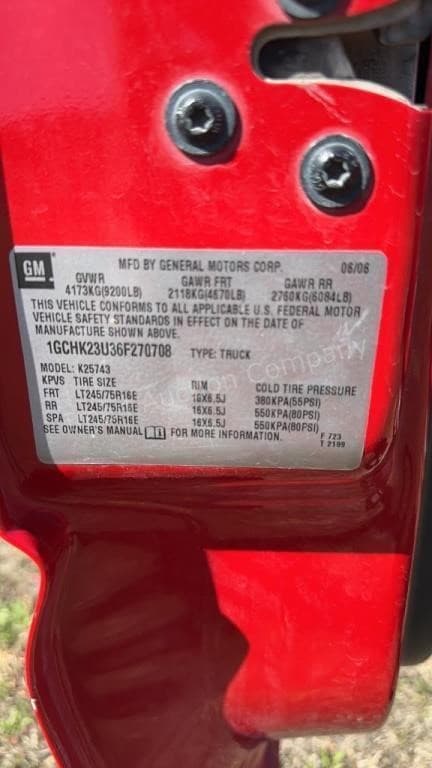 GM
MFD BY GENERAL MOTORS CORP. 06/06
GVWR GAWR FRT GAWR RR
4173KG(9200LB) 2118KG(4670LB) 2760KG(6084LB)
THIS VEHICLE CONFORMS TO ALL APPLICABLE U.S. FEDERAL MOTOR
VEHICLE SAFETY STANDARDS IN EFFECT ON THE DATE OF
MANUFACTURE SHOWN ABOVE.
1GCHK23U36F270708 TYPE: TRUCK
MODEL: K25743
KPVS TIRE SIZE RIM COLD TIRE PRESSURE
FRT LT245/75R16E 16X6.5J 380KPA(55PSI)
RR LT245/75R16E 16X6.5J 550KPA(80PSI)
SPA LT245/75R16E 16X6.5J 550KPA(80PSI)
SEE OWNER'S MANUAL FOR MORE INFORMATION.
F 723
T 2199
Auction Company